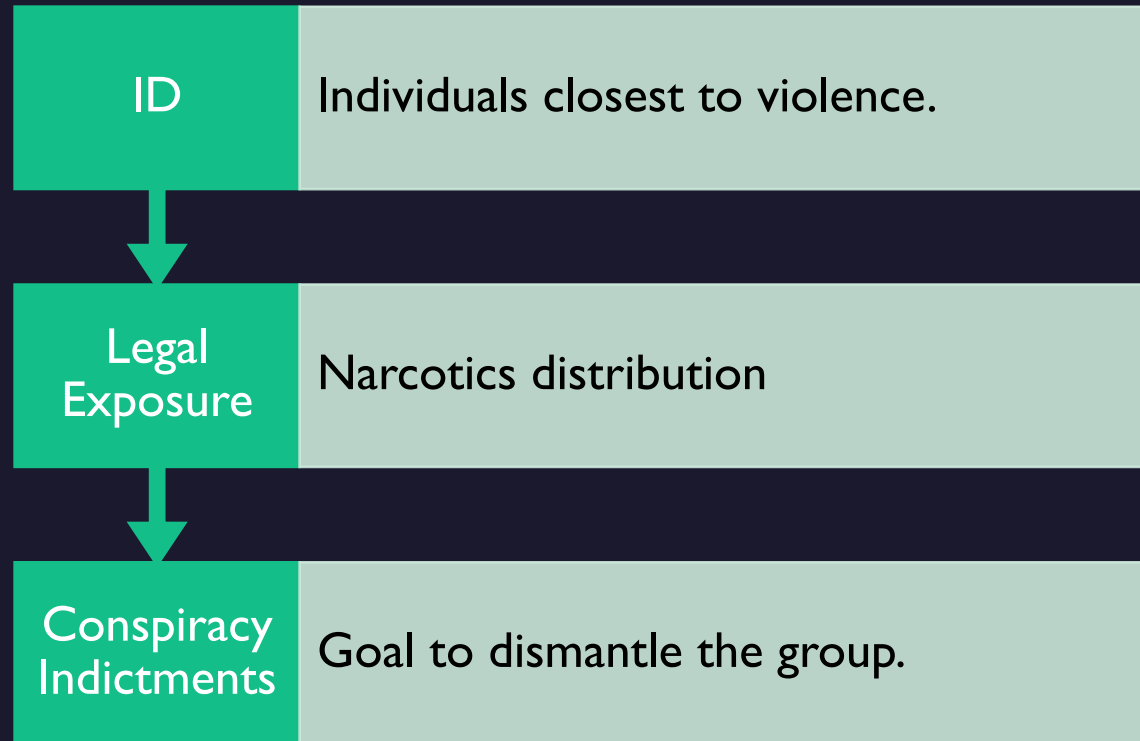 ID
Individuals closest to violence.
Legal
Exposure
Narcotics distribution
Conspiracy
Indictments
Goal to dismantle the group.